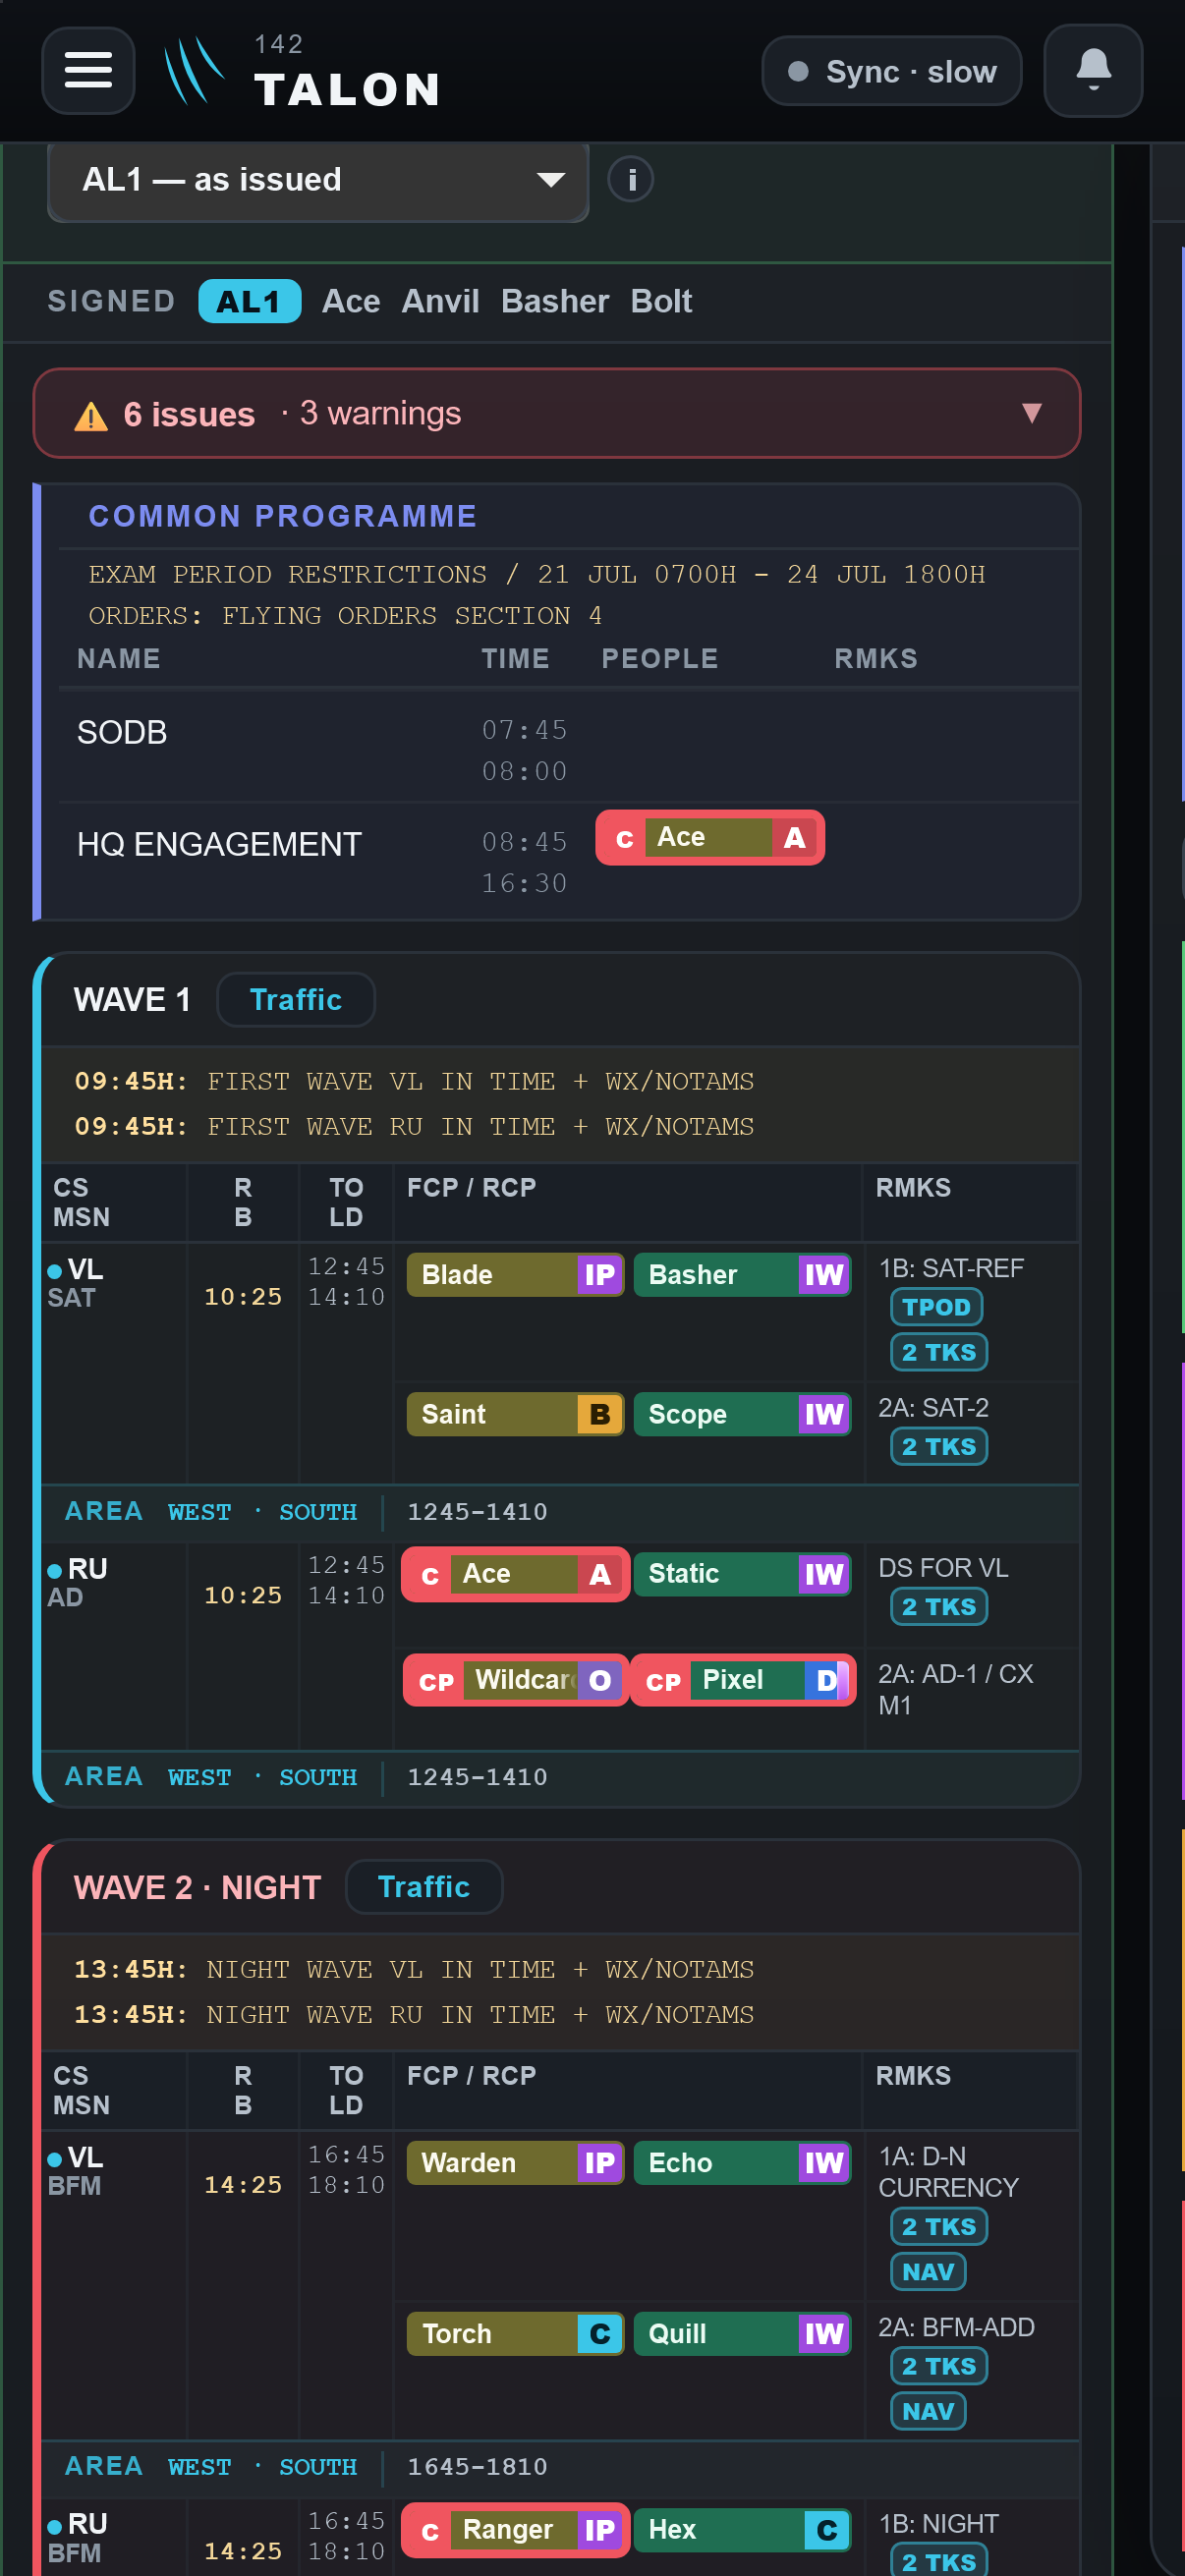 142
TALON
Sync · slow
AL1 — as issued
i
SIGNED AL1 Ace Anvil Basher Bolt
6 issues · 3 warnings
COMMON PROGRAMME
EXAM PERIOD RESTRICTIONS / 21 JUL 0700H - 24 JUL 1800H
ORDERS: FLYING ORDERS SECTION 4
NAME TIME PEOPLE RMKS
SODB 07:45
08:00
HQ ENGAGEMENT 08:45 C Ace A
16:30
WAVE 1 Traffic
09:45H: FIRST WAVE VL IN TIME + WX/NOTAMS
09:45H: FIRST WAVE RU IN TIME + WX/NOTAMS
CS R TO FCP / RCP RMKS
MSN B LD
VL 12:45 Blade IP Basher IW 1B: SAT-REF
SAT 10:25 14:10 TPOD
2 TKS
Saint B Scope IW 2A: SAT-2
2 TKS
AREA WEST · SOUTH 1245-1410
RU 12:45 C Ace A Static IW DS FOR VL
AD 10:25 14:10 2 TKS
CP Wildcar O CP Pixel D 2A: AD-1 / CX
M1
AREA WEST · SOUTH 1245-1410
WAVE 2 · NIGHT Traffic
13:45H: NIGHT WAVE VL IN TIME + WX/NOTAMS
13:45H: NIGHT WAVE RU IN TIME + WX/NOTAMS
CS R TO FCP / RCP RMKS
MSN B LD
VL 16:45 Warden IP Echo IW 1A: D-N
BFM 14:25 18:10 CURRENCY
2 TKS
NAV
Torch C Quill IW 2A: BFM-ADD
2 TKS
NAV
AREA WEST · SOUTH 1645-1810
RU 16:45 C Ranger IP Hex C 1B: NIGHT
BFM 14:25 18:10 2 TKS